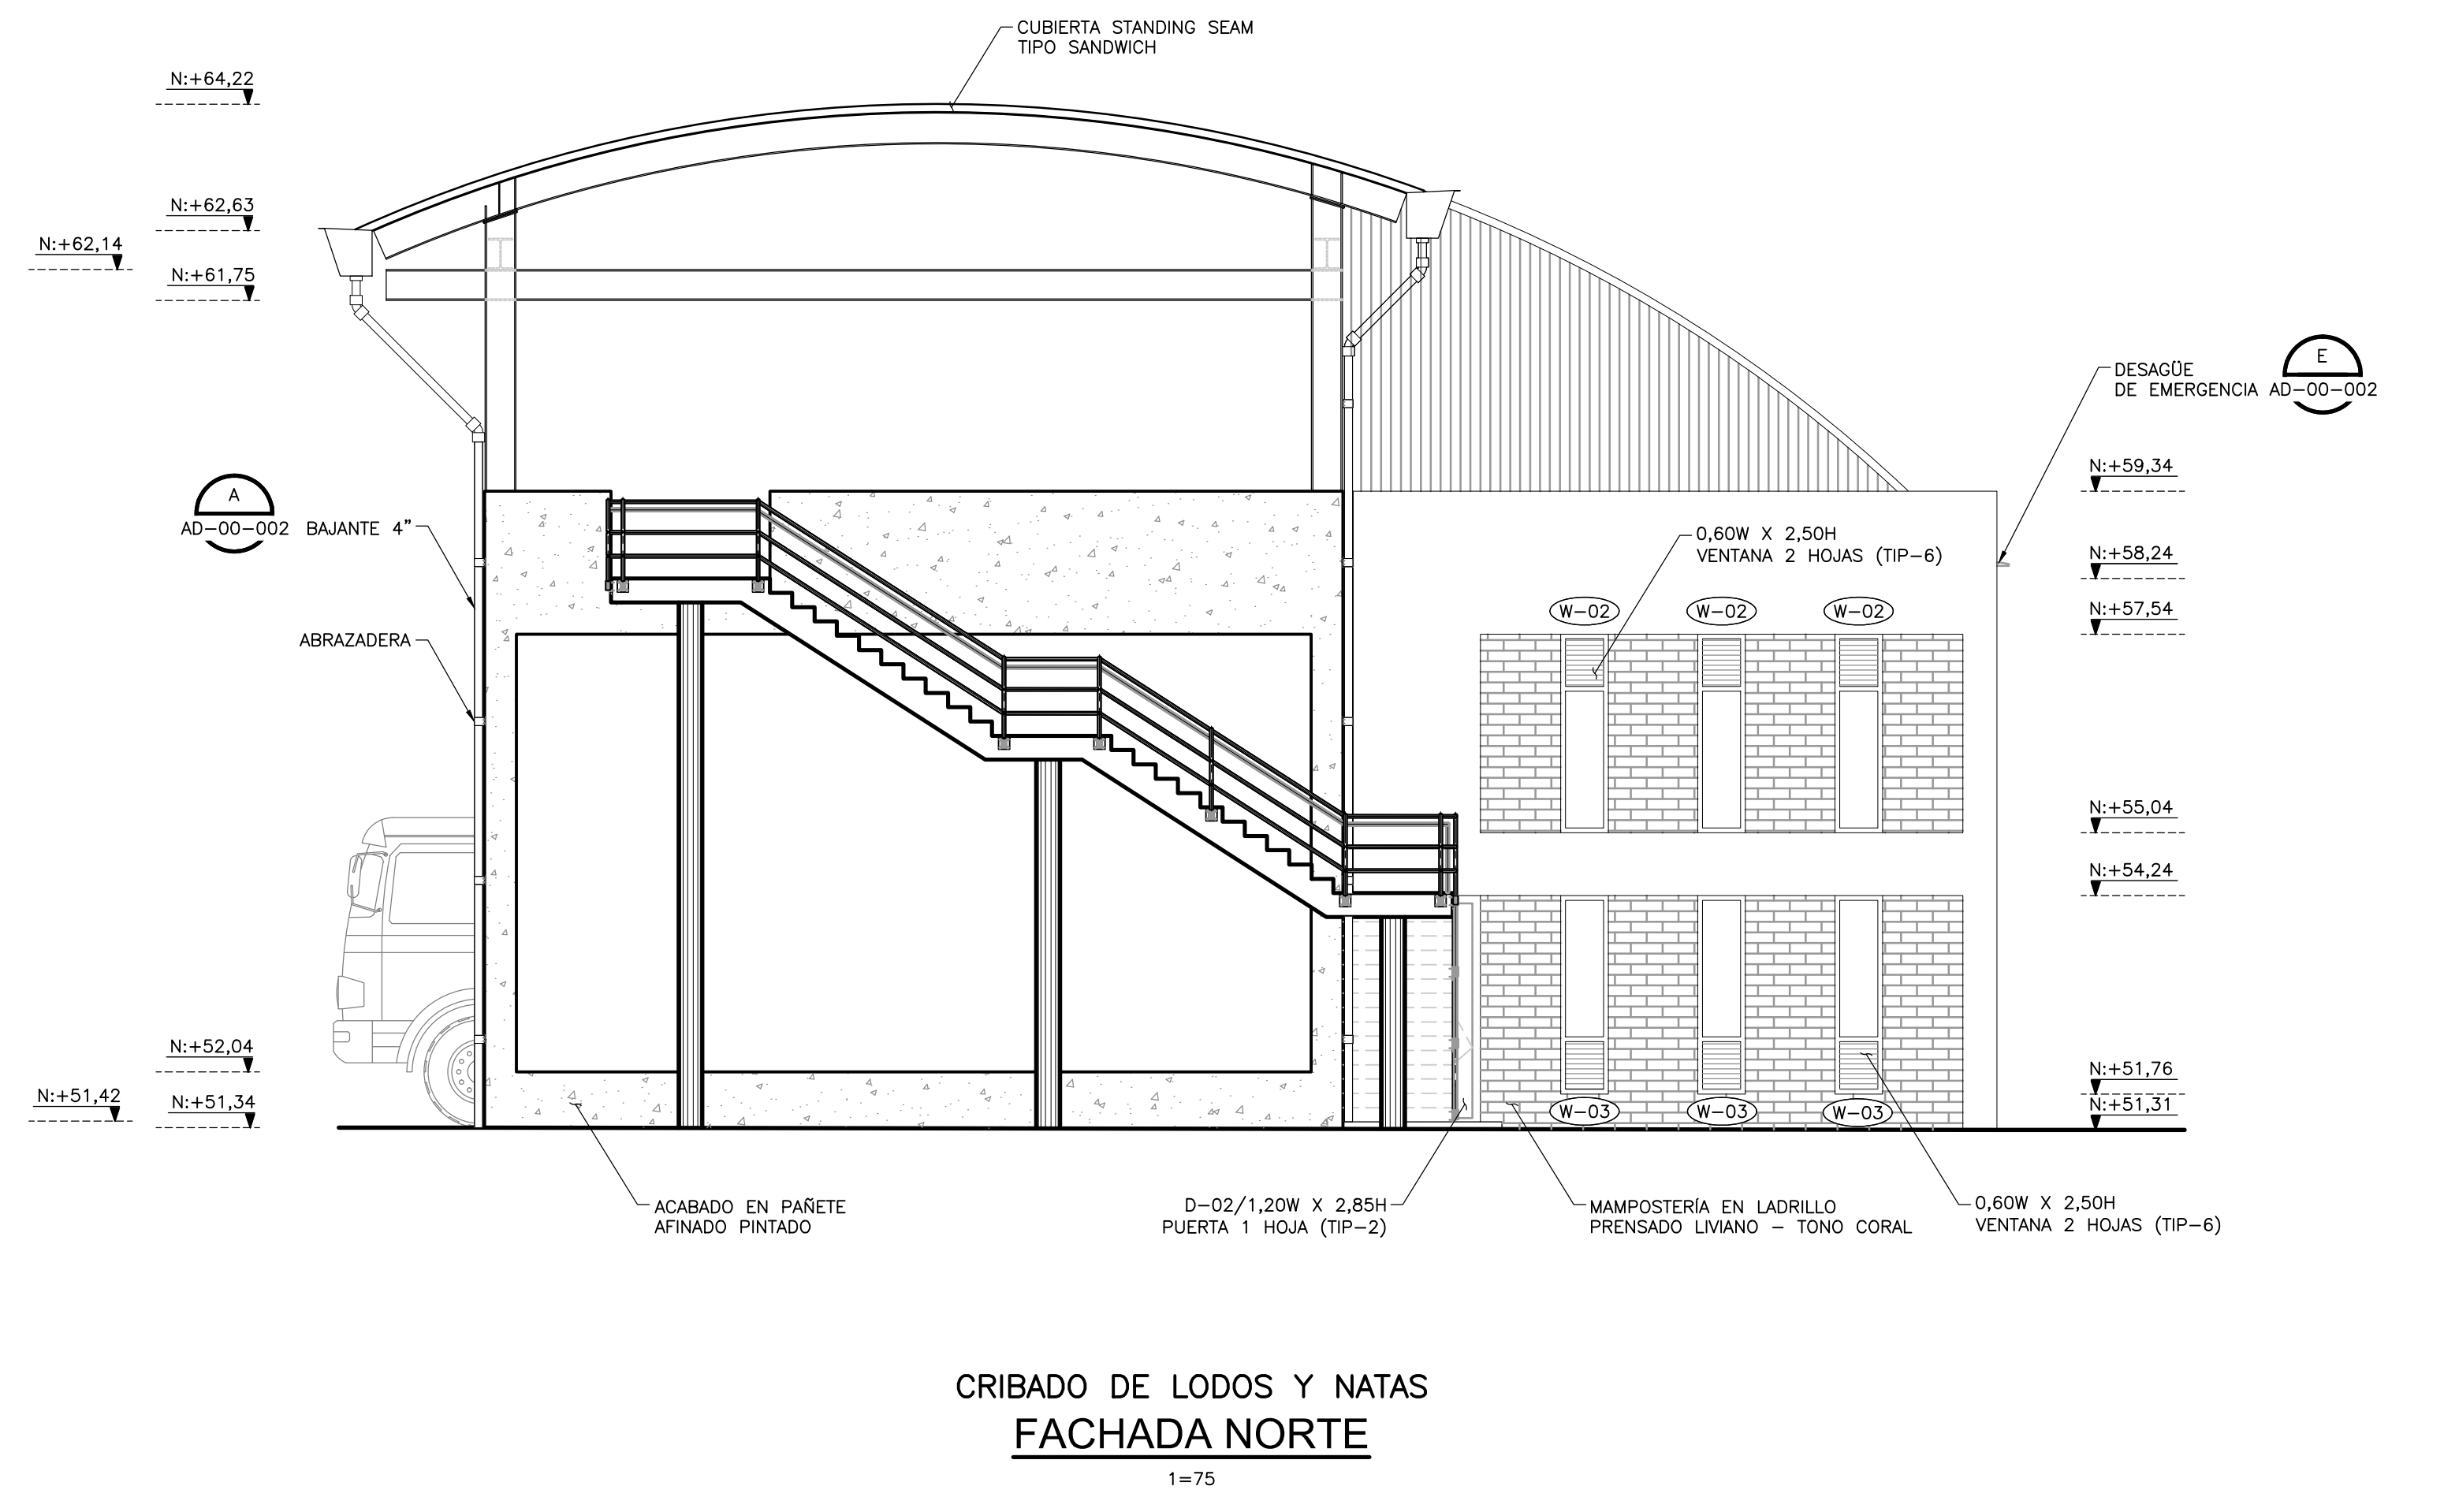 CUBIERTA STANDING SEAM
TIPO SANDWICH
N:+64,22
N:+62,63
N:+62,14
N:+61,75
E
DESAGÜE
DE EMERGENCIA AD-00-002
N:+59,34
A
AD-00-002 BAJANTE 4”
0,60W X 2,50H
VENTANA 2 HOJAS (TIP-6)
N:+58,24
W-02 W-02 W-02
N:+57,54
ABRAZADERA
N:+55,04
N:+54,24
N:+52,04
N:+51,76
N:+51,42
N:+51,34
N:+51,31
W-03 W-03 W-03
ACABADO EN PAÑETE
AFINADO PINTADO
D-02/1,20W X 2,85H
PUERTA 1 HOJA (TIP-2)
MAMPOSTERÍA EN LADRILLO
PRENSADO LIVIANO - TONO CORAL
0,60W X 2,50H
VENTANA 2 HOJAS (TIP-6)
CRIBADO DE LODOS Y NATAS
FACHADA NORTE
1=75